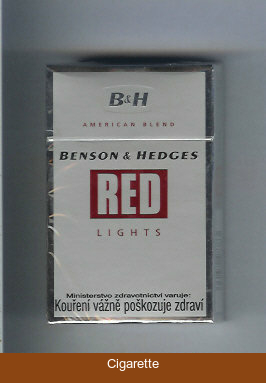 B&H
AMERICAN BLEND
BENSON & HEDGES
RED
LIGHTS
Ministerstvo zdravotnictví varuje:
Kouření vážně poškozuje zdraví
Cigarette